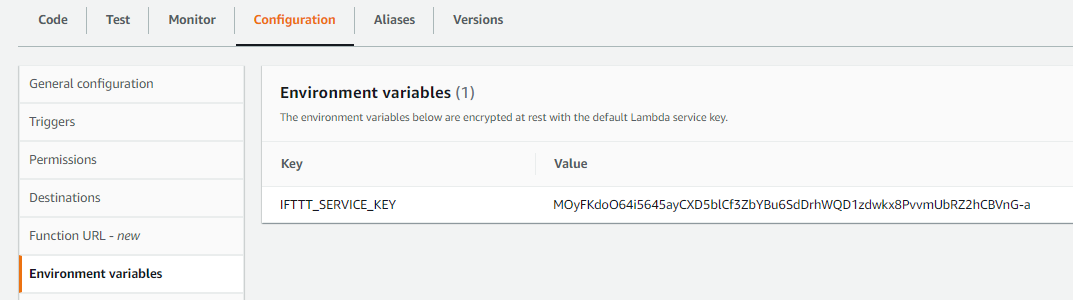 Code Test Monitor Configuration Aliases Versions
General configuration
Triggers
Permissions
Destinations
Function URL - new
Environment variables
Environment variables (1)
The environment variables below are encrypted at rest with the default Lambda service key.
Key Value
IFTTT_SERVICE_KEY MOyFKdoO64i5645ayCXD5blCf3ZbYBu6SdDrhWQD1zdwkx8PvvmUbRZ2hCBVnG-a